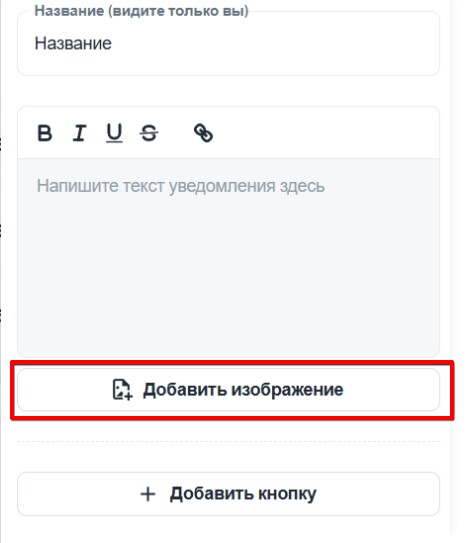 Название (видите только вы)
Название
B I U S
Напишите текст уведомления здесь
Добавить изображение
+ Добавить кнопку